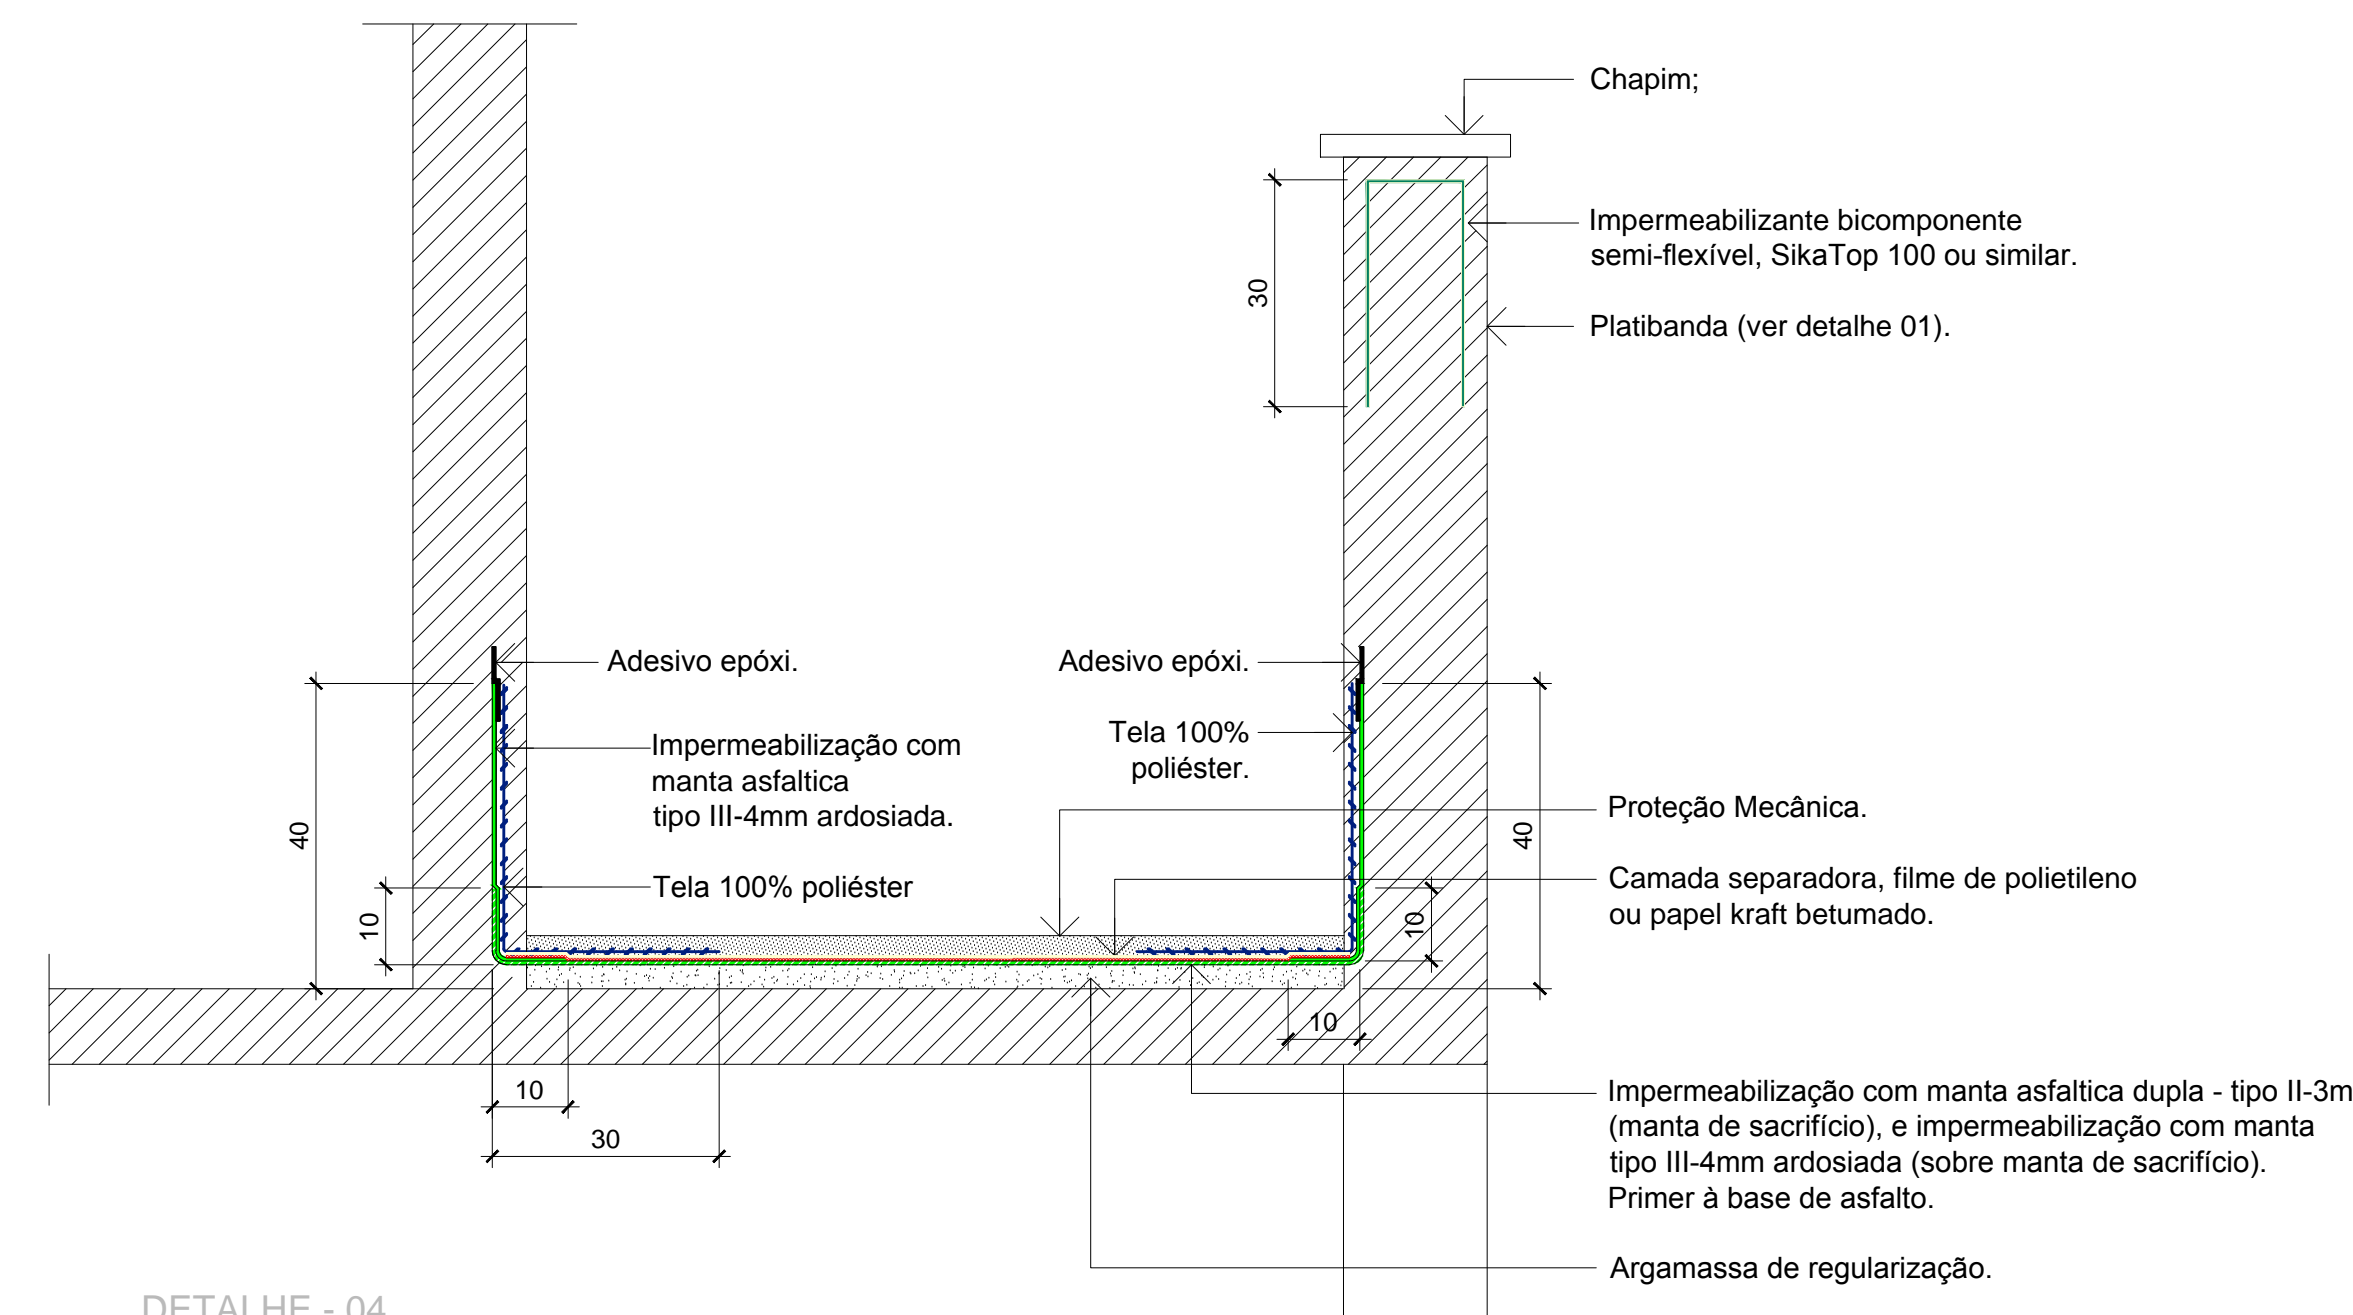 Chapim;
Impermeabilizante bicomponente
semi-flexível, SikaTop 100 ou similar.
30
Platibanda (ver detalhe 01).
Adesivo epóxi.
Adesivo epóxi.
Tela 100%
poliéster.
Impermeabilização com
manta asfaltica
tipo III-4mm ardosiada.
40
40
Proteção Mecânica.
Tela 100% poliéster
Camada separadora, filme de polietileno
ou papel kraft betumado.
10
10
10
10
30
Impermeabilização com manta asfaltica dupla - tipo II-3m
(manta de sacrifício), e impermeabilização com manta
tipo III-4mm ardosiada (sobre manta de sacrifício).
Primer à base de asfalto.
Argamassa de regularização.
DETALHE - 04